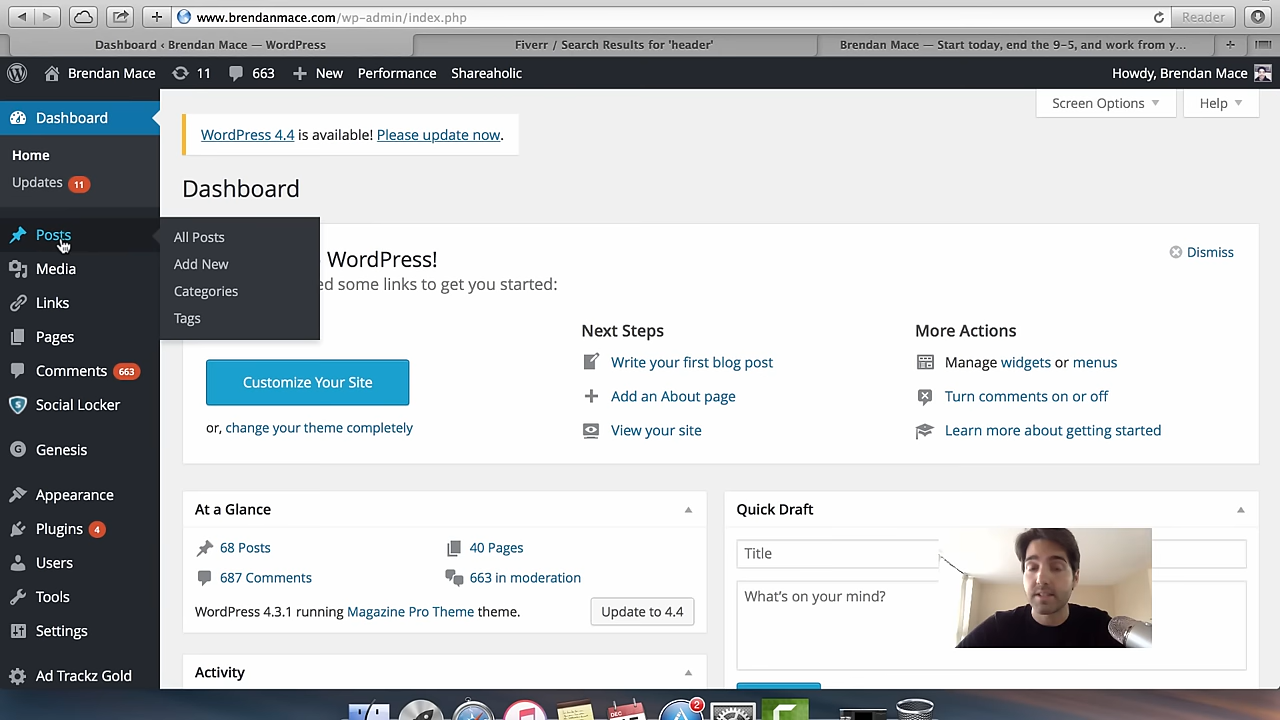 www.brendanmace.com/wp-admin/index.php
Reader
Dashboard ‹ Brendan Mace — WordPress
Fiverr / Search Results for 'header'
Brendan Mace — Start today, end the 9-5, and work from y...
Brendan Mace
11
663
New
Performance
Shareaholic
Howdy, Brendan Mace
Dashboard
Home
Updates 11
Posts
Media
Links
Pages
Comments 663
Social Locker
Genesis
Appearance
Plugins 4
Users
Tools
Settings
Ad Trackz Gold
All Posts
Add New
Categories
Tags
Screen Options
Help
WordPress 4.4 is available! Please update now.
Dashboard
WordPress!
Dismiss
ed some links to get you started:
Customize Your Site
or, change your theme completely
Next Steps
Write your first blog post
Add an About page
View your site
More Actions
Manage widgets or menus
Turn comments on or off
Learn more about getting started
At a Glance
68 Posts
40 Pages
687 Comments
663 in moderation
WordPress 4.3.1 running Magazine Pro Theme theme.
Update to 4.4
Activity
Quick Draft
Title
What's on your mind?
DEC
2